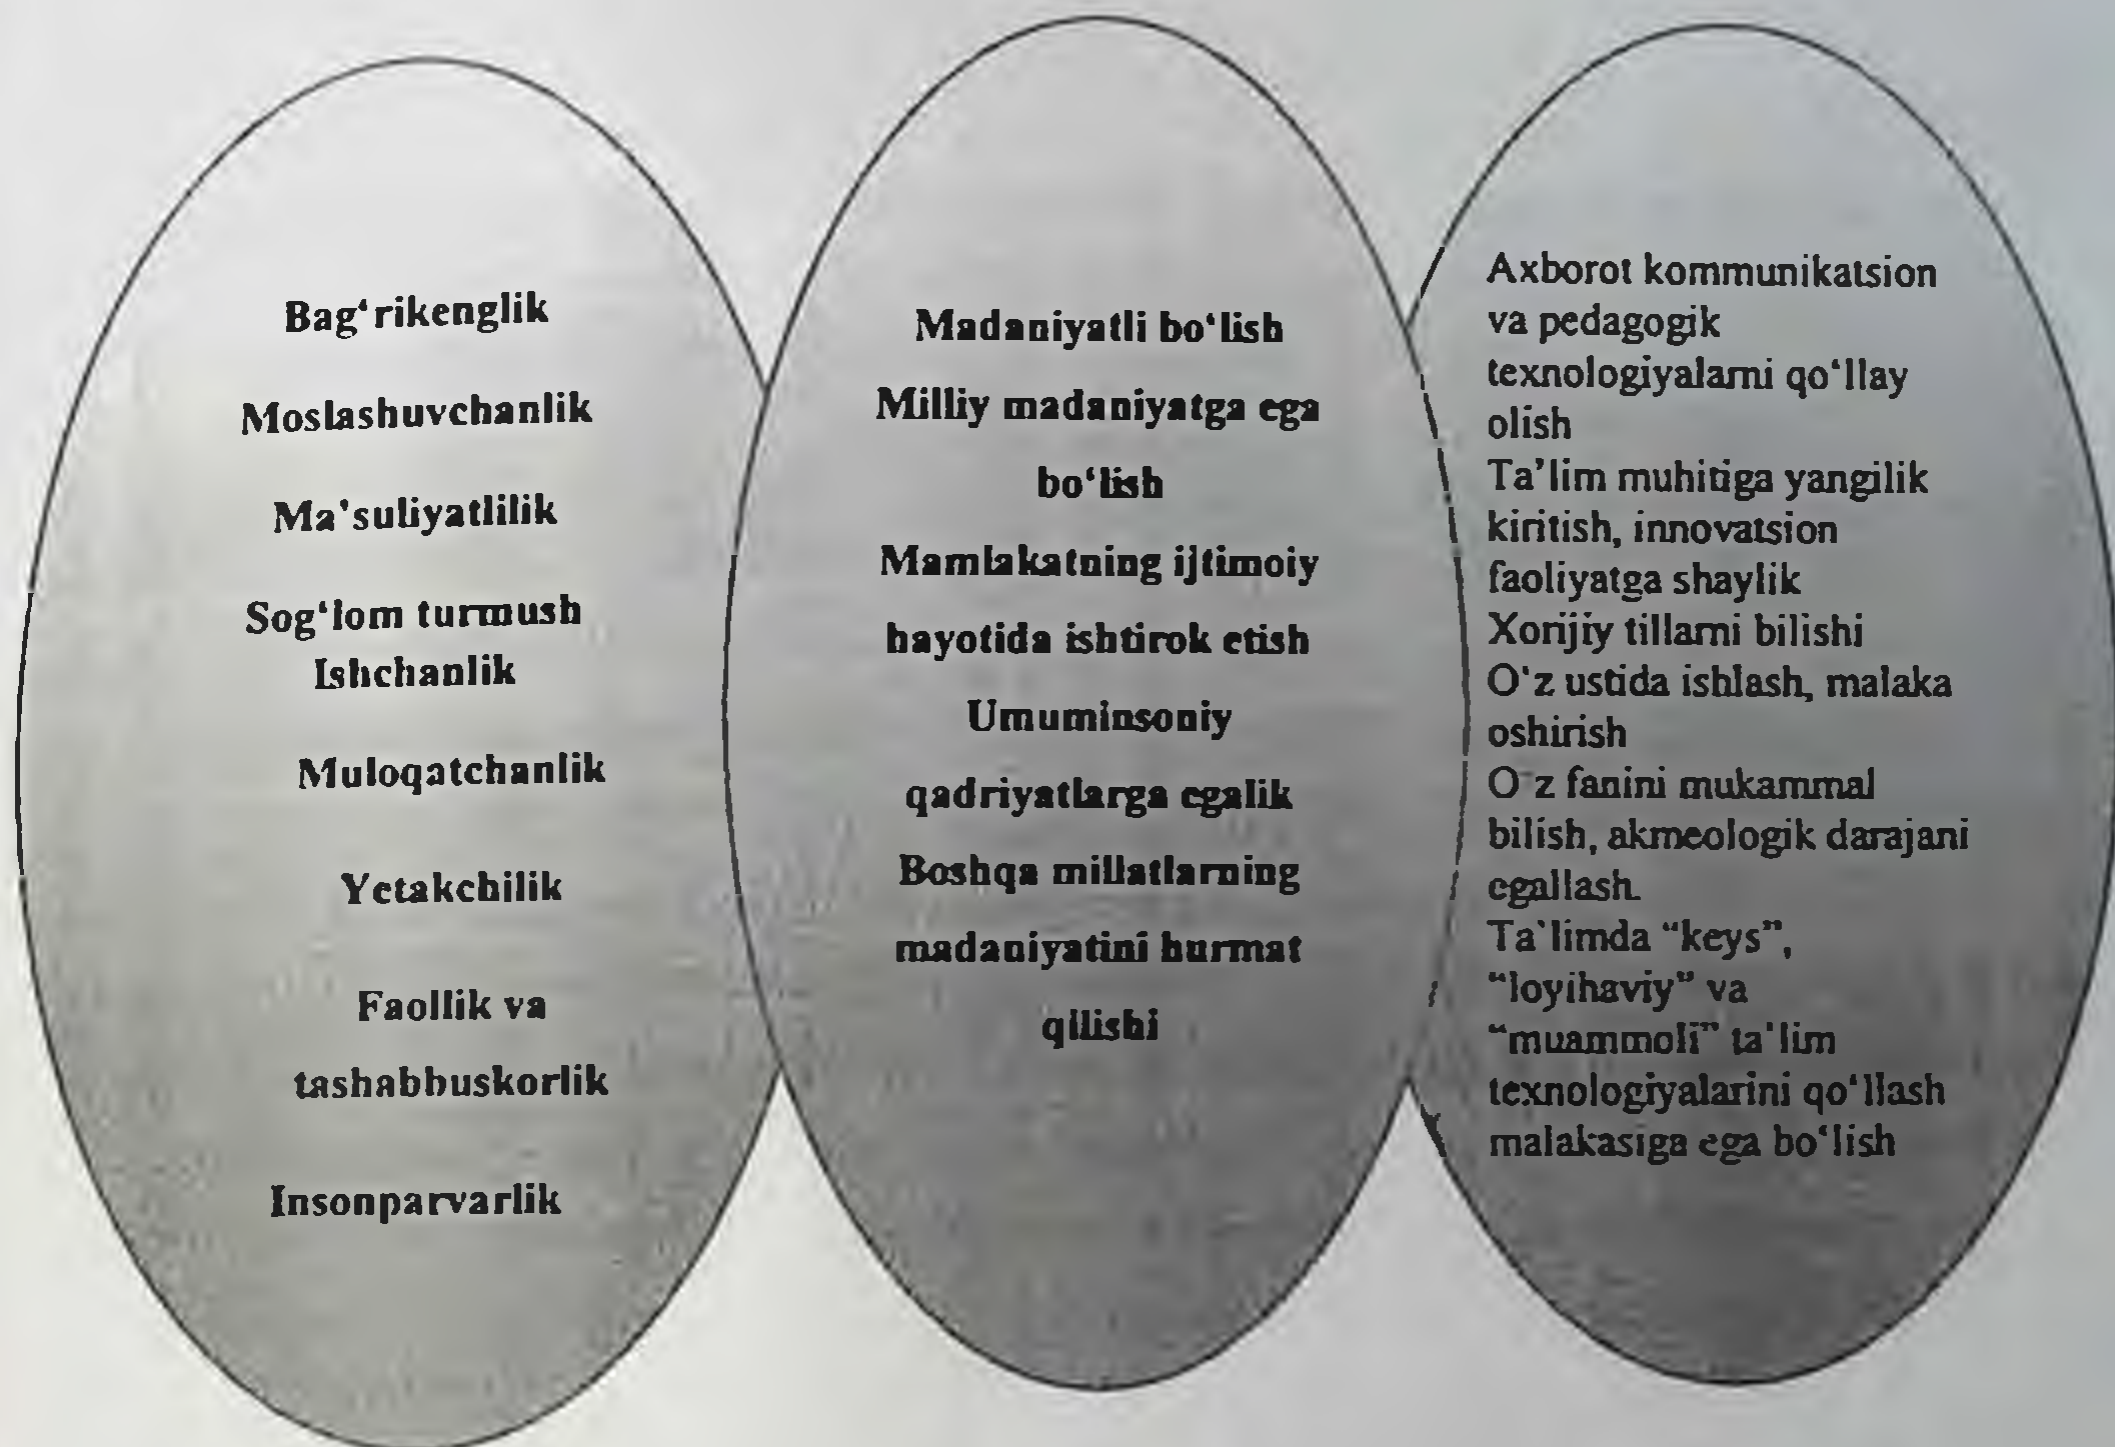 Bag‘rikenglik
Moslashuvchanlik
Ma'suliyatlilik
Sog‘lom turmush
Ishchanlik
Muloqatchanlik
Yetakchilik
Faollik va
tashabbuskorlik
Insonparvarlik
Madaniyatli bo‘lish
Milliy madaniyatga ega
bo‘lish
Mamlakatning ijtimoiy
hayotida ishtirok etish
Umuminsoniy
qadriyatlarga egalik
Boshqa millatlarning
madaniyatini hurmat
qilishi
Axborot kommunikatsion
va pedagogik
texnologiyalarni qo‘llay
olish
Ta’lim muhitiga yangilik
kiritish, innovatsion
faoliyatga shaylik
Xorijiy tillarni bilishi
O‘z ustida ishlash, malaka
oshirish
O‘z fanini mukammal
bilish, akmeologik darajani
egallash.
Ta`limda “keys”,
“loyihaviy” va
“muammoli” ta'lim
texnologiyalarini qo‘llash
malakasiga ega bo‘lish